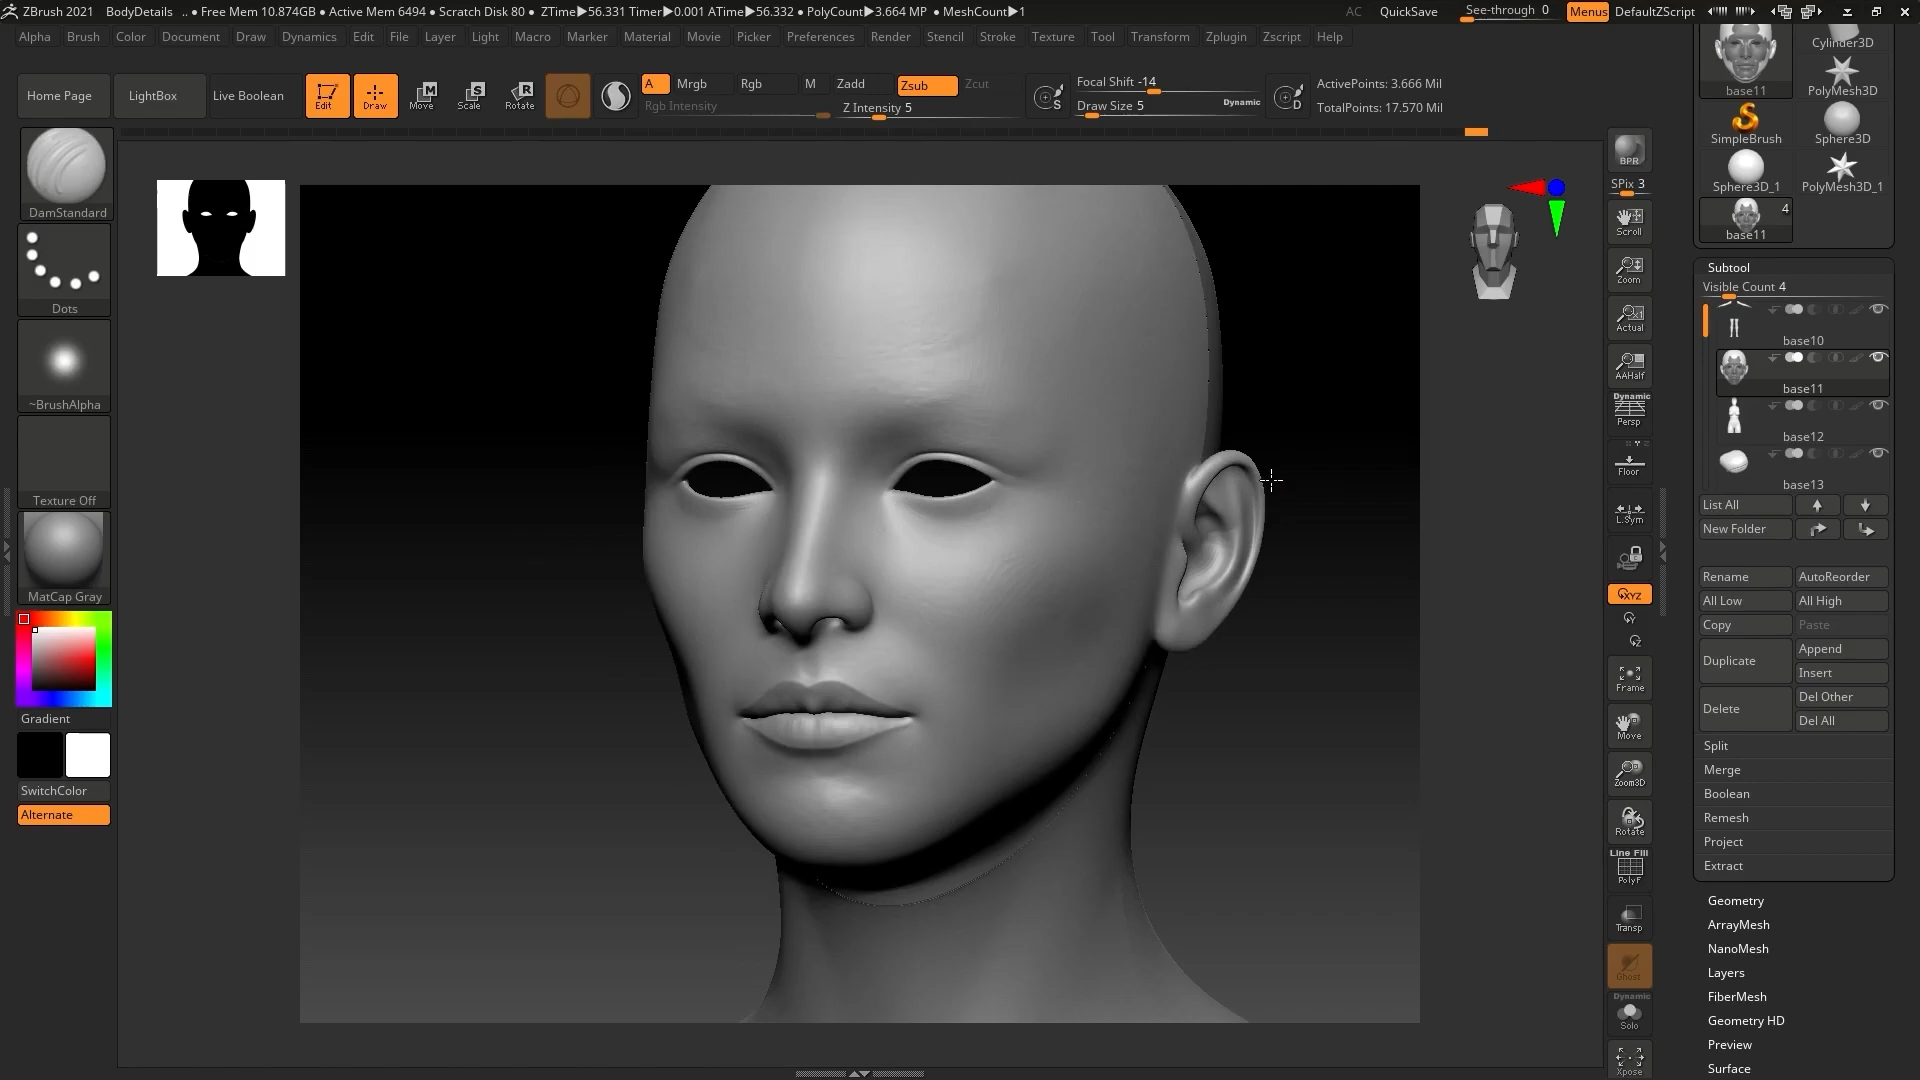 ZBrush 2021 BodyDetails .. ● Free Mem 10.874GB ● Active Mem 6494 ● Scratch Disk 80 ● ZTime▶56.331 Timer▶0.001 ATime▶56.332 ● PolyCount▶3.664 MP ● MeshCount▶1 AC QuickSave See-through 0 Menus DefaultZScript
Alpha Brush Color Document Draw Dynamics Edit File Layer Light Macro Marker Material Movie Picker Preferences Render Stencil Stroke Texture Tool Transform Zplugin Zscript Help
Home Page LightBox Live Boolean Edit Draw Move Scale Rotate
A Mrgb Rgb M Zadd Zsub Zcut
Rgb Intensity Z Intensity 5
Focal Shift -14
Draw Size 5 Dynamic
ActivePoints: 3.666 Mil
TotalPoints: 17.570 Mil
DamStandard
Dots
~BrushAlpha
Texture Off
MatCap Gray
Gradient
SwitchColor
Alternate
BPR
SPix 3
Scroll
Zoom
Actual
AAHalf
Dynamic
Persp
Floor
L.Sym
XYZ
Y
Z
Frame
Move
Zoom3D
Rotate
Line Fill
PolyF
Transp
Ghost
Dynamic
Solo
Xpose
Cylinder3D
base11 PolyMesh3D
SimpleBrush Sphere3D
Sphere3D_1 PolyMesh3D_1
4
base11
Subtool
Visible Count 4
base10
base11
base12
base13
List All
New Folder
Rename AutoReorder
All Low All High
Copy Paste
Duplicate Append
Insert
Delete Del Other
Del All
Split
Merge
Boolean
Remesh
Project
Extract
Geometry
ArrayMesh
NanoMesh
Layers
FiberMesh
Geometry HD
Preview
Surface